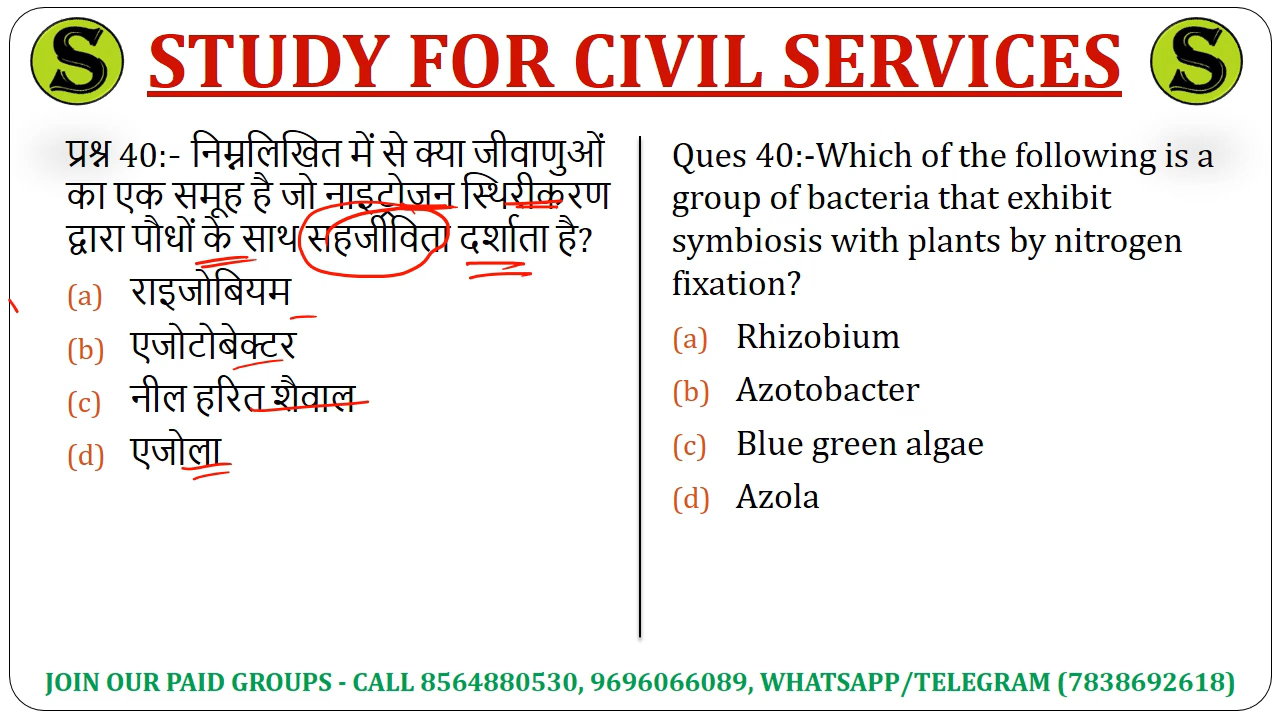 S STUDY FOR CIVIL SERVICES S
प्रश्न 40:- निम्नलिखित में से क्या जीवाणुओं
का एक समूह है जो नाइट्रोजन स्थिरीकरण
द्वारा पौधों के साथ सहजीविता दर्शाता है?
(a) राइजोबियम
(b) एजोटोबेक्टर
(c) नील हरित शैवाल
(d) एजोला
Ques 40:-Which of the following is a
group of bacteria that exhibit
symbiosis with plants by nitrogen
fixation?
(a) Rhizobium
(b) Azotobacter
(c) Blue green algae
(d) Azola
JOIN OUR PAID GROUPS - CALL 8564880530, 9696066089, WHATSAPP/TELEGRAM (7838692618)